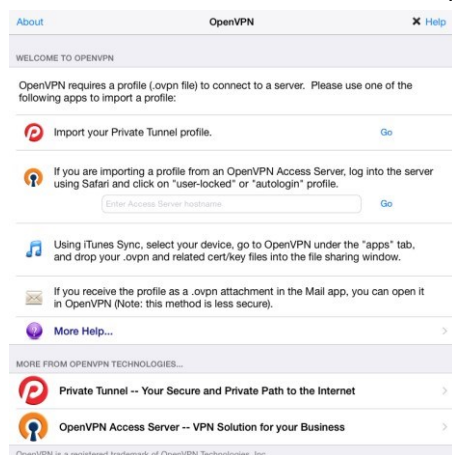 About
OpenVPN
Help
WELCOME TO OPENVPN
OpenVPN requires a profile (.ovpn file) to connect to a server. Please use one of the
following apps to import a profile:
Import your Private Tunnel profile.
Go
If you are importing a profile from an OpenVPN Access Server, log into the server
using Safari and click on "user-locked" or "autologin" profile.
Enter Access Server hostname
Go
Using iTunes Sync, select your device, go to OpenVPN under the "apps" tab,
and drop your .ovpn and related cert/key files into the file sharing window.
If you receive the profile as a .ovpn attachment in the Mail app, you can open it
in OpenVPN (Note: this method is less secure).
More Help...
MORE FROM OPENVPN TECHNOLOGIES...
Private Tunnel -- Your Secure and Private Path to the Internet
OpenVPN Access Server -- VPN Solution for your Business
OpenVPN is a registered trademark of OpenVPN Technologies, Inc.